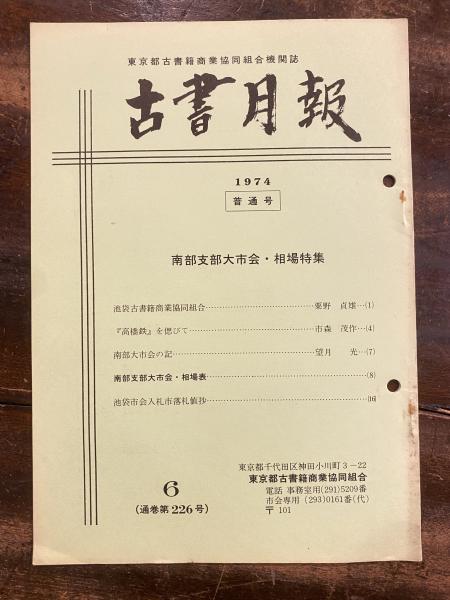 東京都古書籍商業協同組合機関誌
古書月報
1974
普通号
南部支部大市会・相場特集
池袋古書籍商業協同組合……………………粟野　貞雄…(1)
『高橋鉄』を偲びて……………………市森　茂作…(4)
南部大市会の記……………………望月　　光…(7)
南部支部大市会・相場表……………………(8)
池袋市会入札市落札値抄……………………(16)
6
(通巻第226号)
東京都千代田区神田小川町3－22
東京都古書籍商業協同組合
電話 事務室用(291)5209番
市会専用 (293)0161番(代)
〒101